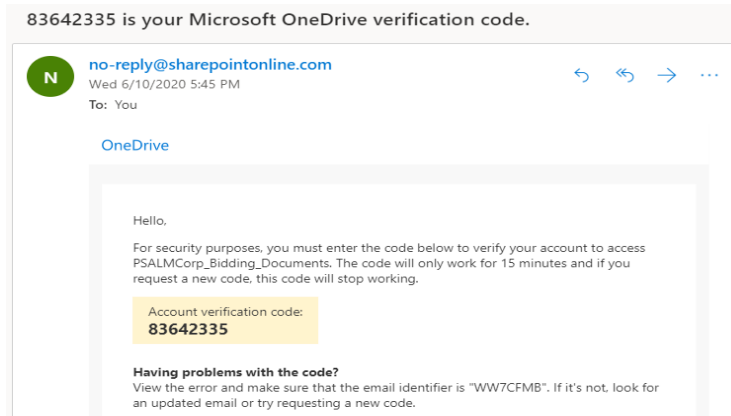 83642335 is your Microsoft OneDrive verification code.
N
no-reply@sharepointonline.com
Wed 6/10/2020 5:45 PM
To: You
OneDrive
Hello,
For security purposes, you must enter the code below to verify your account to access
PSALMCorp_Bidding_Documents. The code will only work for 15 minutes and if you
request a new code, this code will stop working.
Account verification code:
83642335
Having problems with the code?
View the error and make sure that the email identifier is "WW7CFMB". If it's not, look for
an updated email or try requesting a new code.